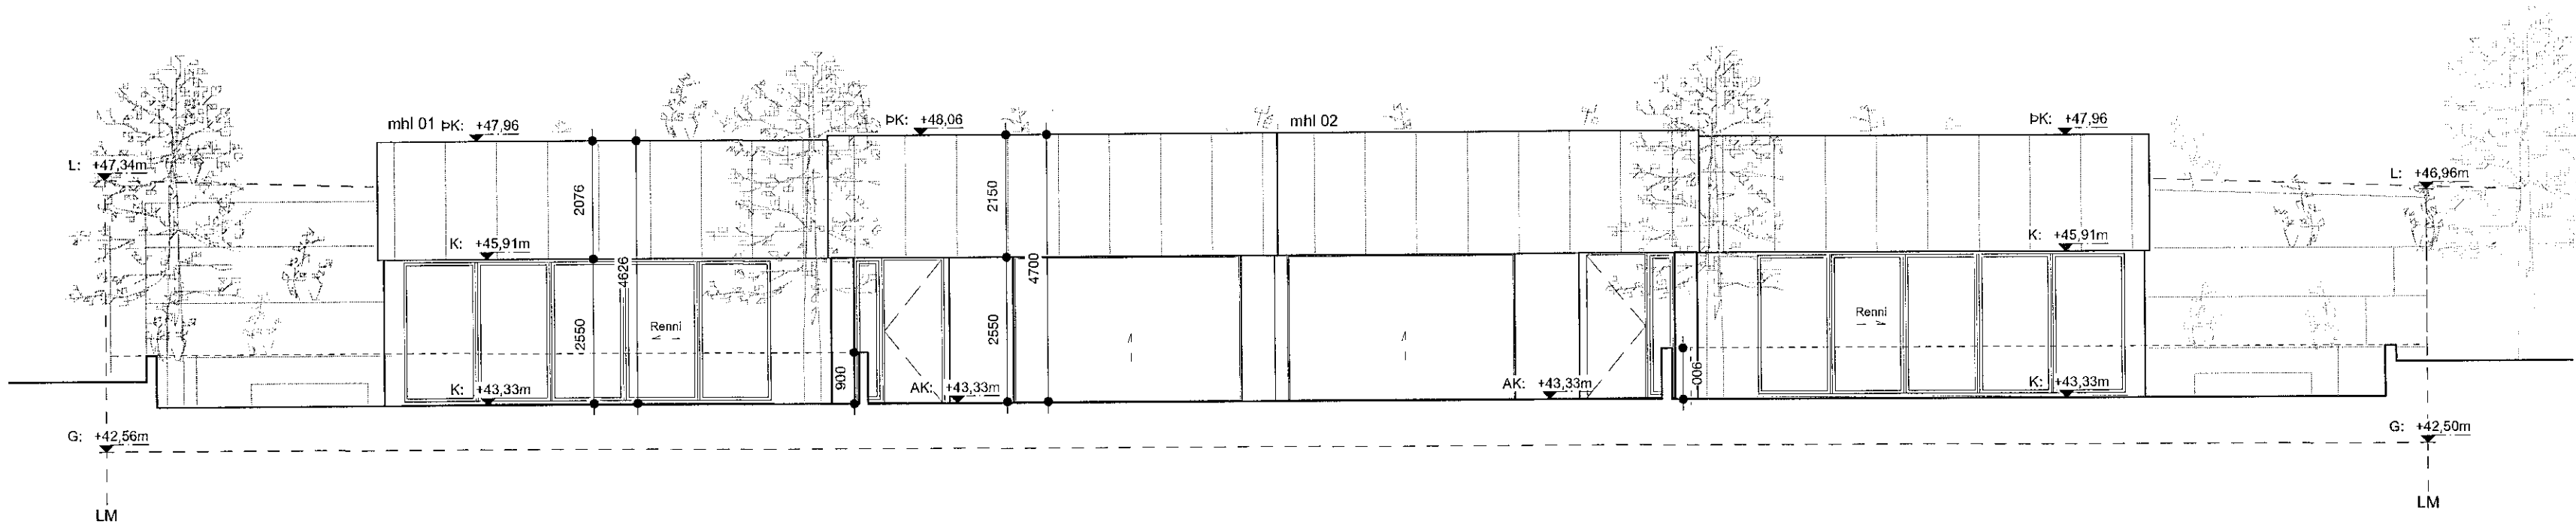 mhl 01 ÞK: +47,96
ÞK: +48,06
mhl 02
ÞK: +47,96
L: +47,34m
L: +46,96m
2076
2150
K: +45,91m
K: +45,91m
4626
4700
2550
Renni
2550
Renni
900
900
K: +43,33m
AK: +43,33m
AK: +43,33m
K: +43,33m
G: +42,56m
G: +42,50m
LM
LM